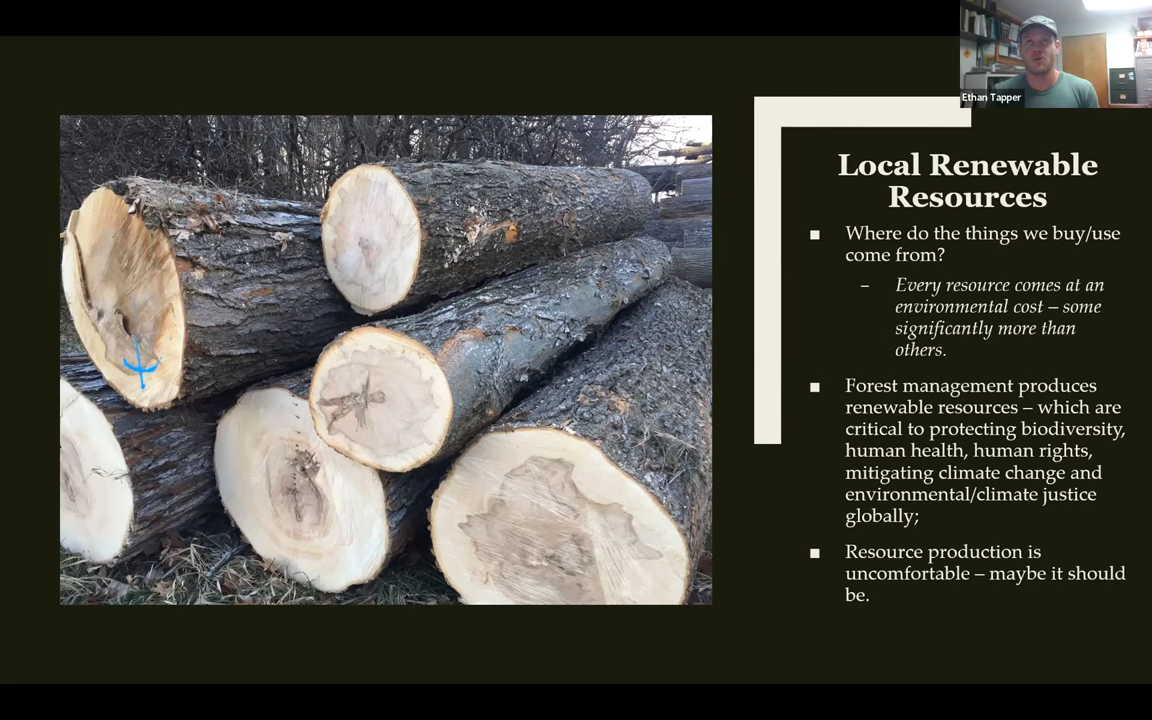 Ethan Tapper
Local Renewable
Resources
■ Where do the things we buy/use
come from?
– Every resource comes at an
environmental cost – some
significantly more than
others.
■ Forest management produces
renewable resources – which are
critical to protecting biodiversity,
human health, human rights,
mitigating climate change and
environmental/climate justice
globally;
■ Resource production is
uncomfortable – maybe it should
be.